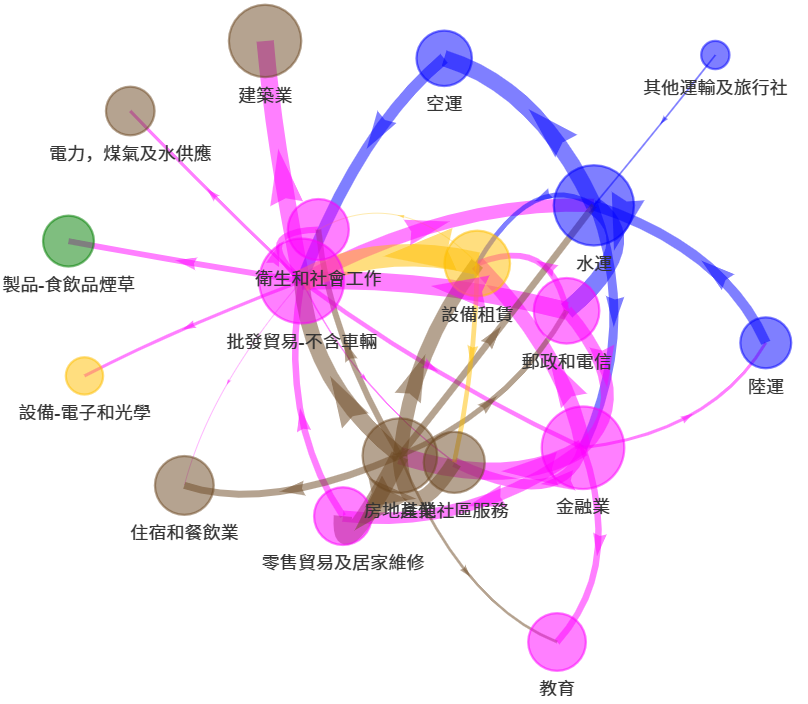 建築業
空運
其他運輸及旅行社
電力，煤氣及水供應
水運
衛生和社會工作
製品-食飲品煙草
設備租賃
批發貿易-不含車輛
郵政和電信
陸運
設備-電子和光學
金融業
房地產業
其他社區服務
住宿和餐飲業
零售貿易及居家維修
教育